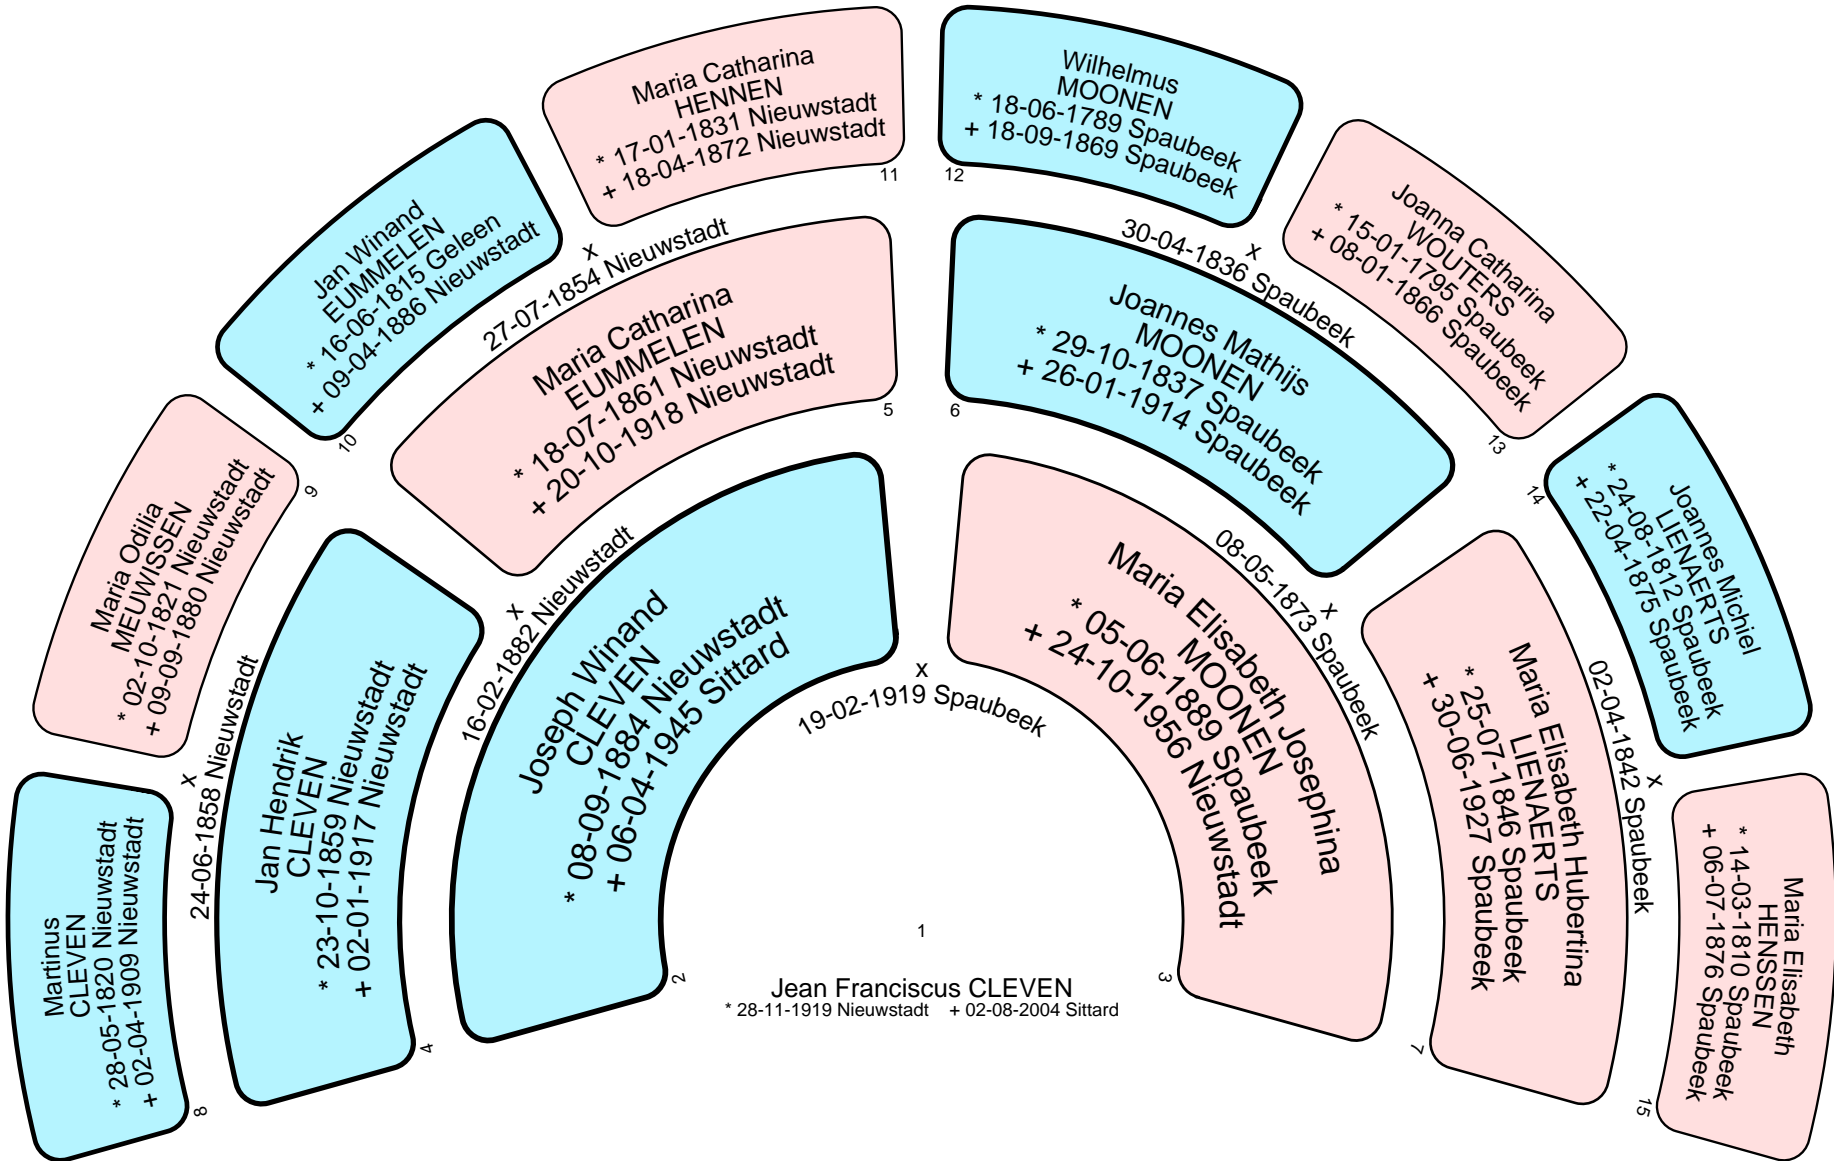 Jean Franciscus CLEVEN
* 28-11-1919 Nieuwstadt + 02-08-2004 Sittard
1
Joseph Winand
CLEVEN
* 08-09-1884 Nieuwstadt
+ 06-04-1945 Sittard
2
x
19-02-1919 Spaubeek
Maria Elisabeth Josephina
MOONEN
* 05-06-1889 Spaubeek
+ 24-10-1956 Nieuwstadt
3
Jan Hendrik
CLEVEN
* 23-10-1859 Nieuwstadt
+ 02-01-1917 Nieuwstadt
4
x
16-02-1882 Nieuwstadt
Maria Catharina
EUMMELEN
* 18-07-1861 Nieuwstadt
+ 20-10-1918 Nieuwstadt
5
Joannes Mathijs
MOONEN
* 29-10-1837 Spaubeek
+ 26-01-1914 Spaubeek
6
x
08-05-1873 Spaubeek
Maria Elisabeth Hubertina
LIENAERTS
* 25-07-1846 Spaubeek
+ 30-06-1927 Spaubeek
7
Martinus
CLEVEN
* 28-05-1820 Nieuwstadt
+ 02-04-1909 Nieuwstadt
8
x
24-06-1858 Nieuwstadt
Maria Odilia
MEUWISSEN
* 02-10-1821 Nieuwstadt
+ 09-09-1880 Nieuwstadt
9
Jan Winand
EUMMELEN
* 16-06-1815 Geleen
+ 09-04-1886 Nieuwstadt
10
x
27-07-1854 Nieuwstadt
Maria Catharina
HENNEN
* 17-01-1831 Nieuwstadt
+ 18-04-1872 Nieuwstadt
11
Wilhelmus
MOONEN
* 18-06-1789 Spaubeek
+ 18-09-1869 Spaubeek
12
x
30-04-1836 Spaubeek
Joanna Catharina
WOUTERS
* 15-01-1795 Spaubeek
+ 08-01-1866 Spaubeek
13
Joannes Michiel
LIENAERTS
* 24-08-1812 Spaubeek
+ 22-04-1875 Spaubeek
14
x
02-04-1842 Spaubeek
Maria Elisabeth
HENSSEN
* 14-03-1810 Spaubeek
+ 06-07-1876 Spaubeek
15